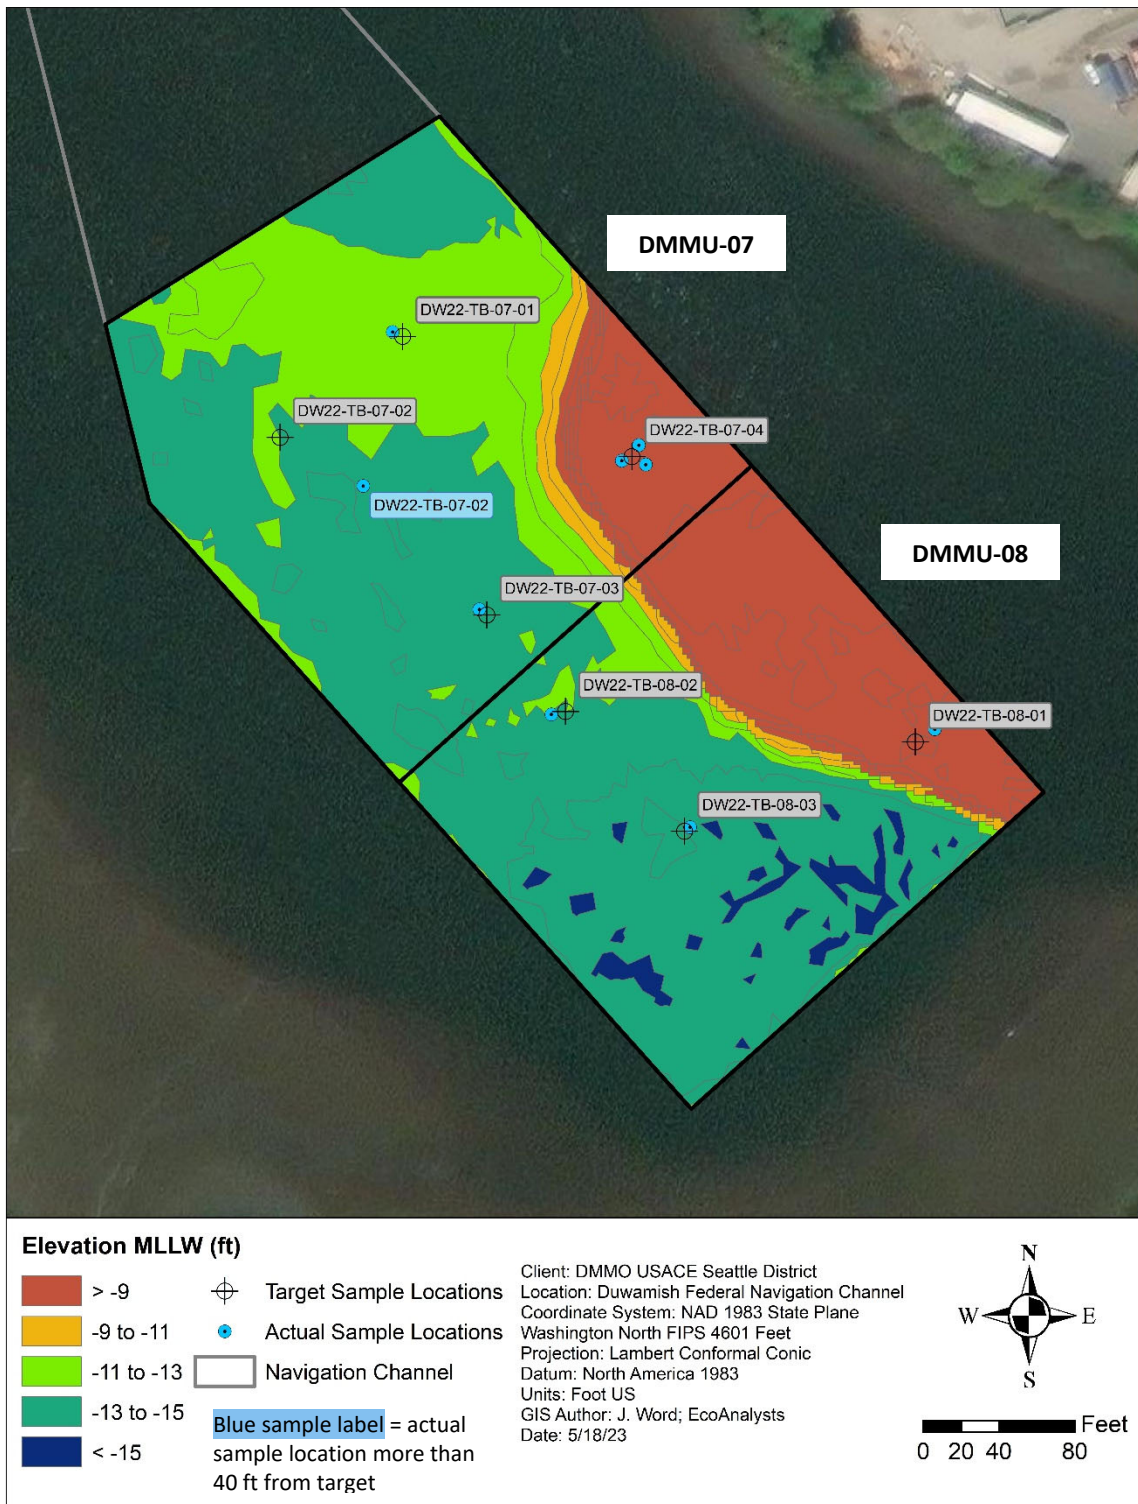 DMMU-07
DW22-TB-07-01
DW22-TB-07-02
DW22-TB-07-04
DW22-TB-07-02
DMMU-08
DW22-TB-07-03
DW22-TB-08-02
DW22-TB-08-01
DW22-TB-08-03
Elevation MLLW (ft)
> -9
-9 to -11
-11 to -13
-13 to -15
< -15
Target Sample Locations
Actual Sample Locations
Navigation Channel
Blue sample label = actual
sample location more than
40 ft from target
Client: DMMO USACE Seattle District
Location: Duwamish Federal Navigation Channel
Coordinate System: NAD 1983 State Plane
Washington North FIPS 4601 Feet
Projection: Lambert Conformal Conic
Datum: North America 1983
Units: Foot US
GIS Author: J. Word; EcoAnalysts
Date: 5/18/23
N
W E
S
Feet
0 20 40 80